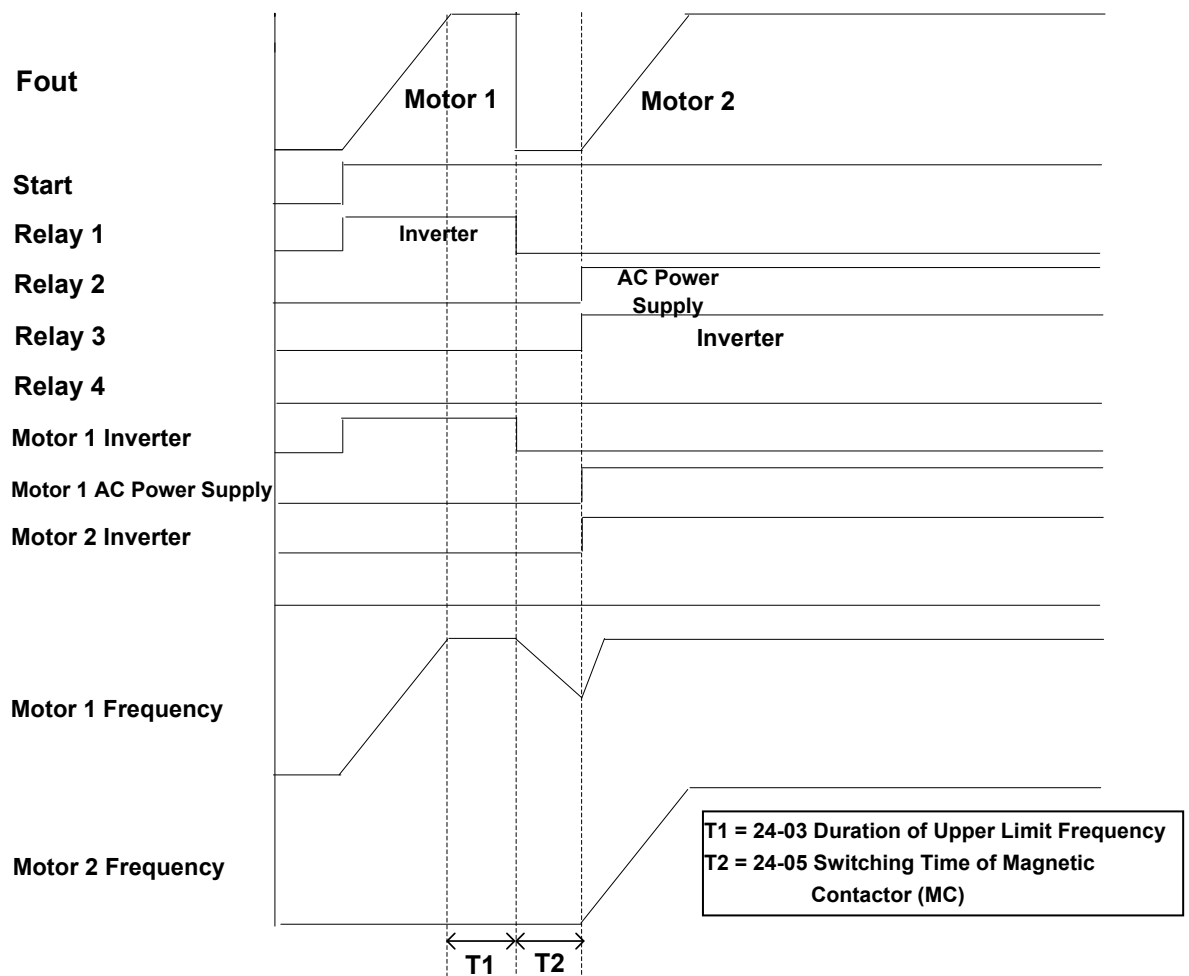 Fout
Motor 1
Motor 2
Start
Relay 1
Inverter
Relay 2
AC Power
Supply
Relay 3
Inverter
Relay 4
Motor 1 Inverter
Motor 1 AC Power Supply
Motor 2 Inverter
Motor 1 Frequency
T1 = 24-03 Duration of Upper Limit Frequency
T2 = 24-05 Switching Time of Magnetic
Contactor (MC)
Motor 2 Frequency
T1
T2